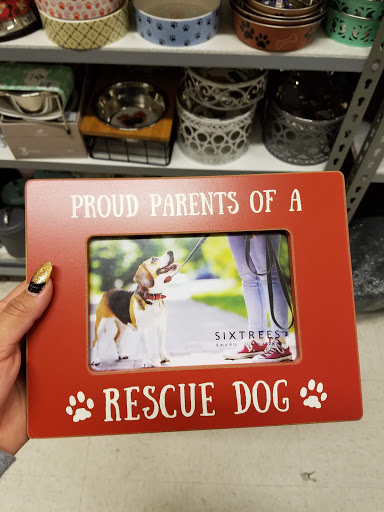 PROUD PARENTS OF A
SIXTREES
RESCUE DOG